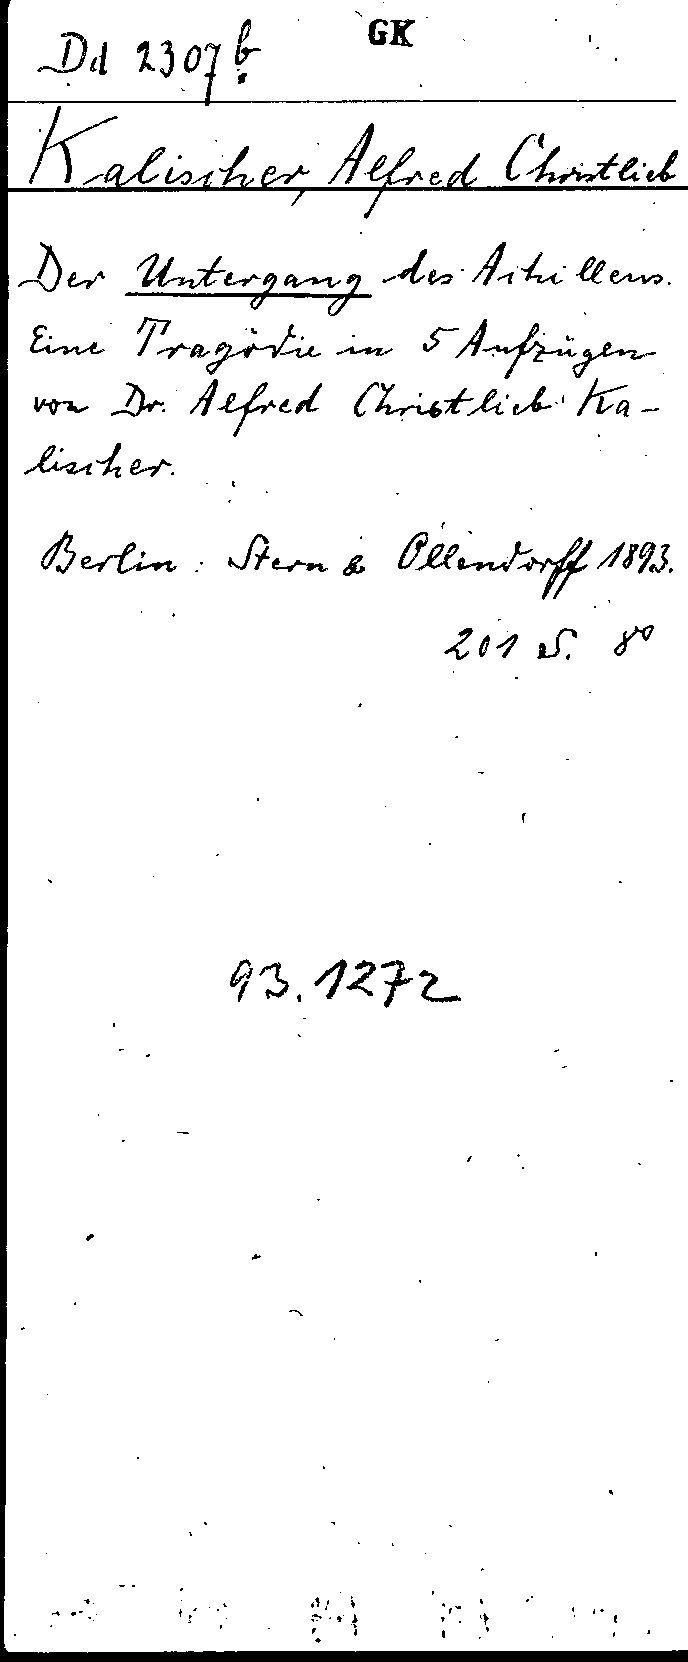 Dd 2307 b
GK
Kalischer, Alfred Christlieb
Der Untergang des Achilleus.
Eine Tragödie in 5 Aufzügen
von Dr. Alfred Christlieb Ka-
lischer.
Berlin: Stern & Ollendorff 1893.
201 S. 8°
93.1272